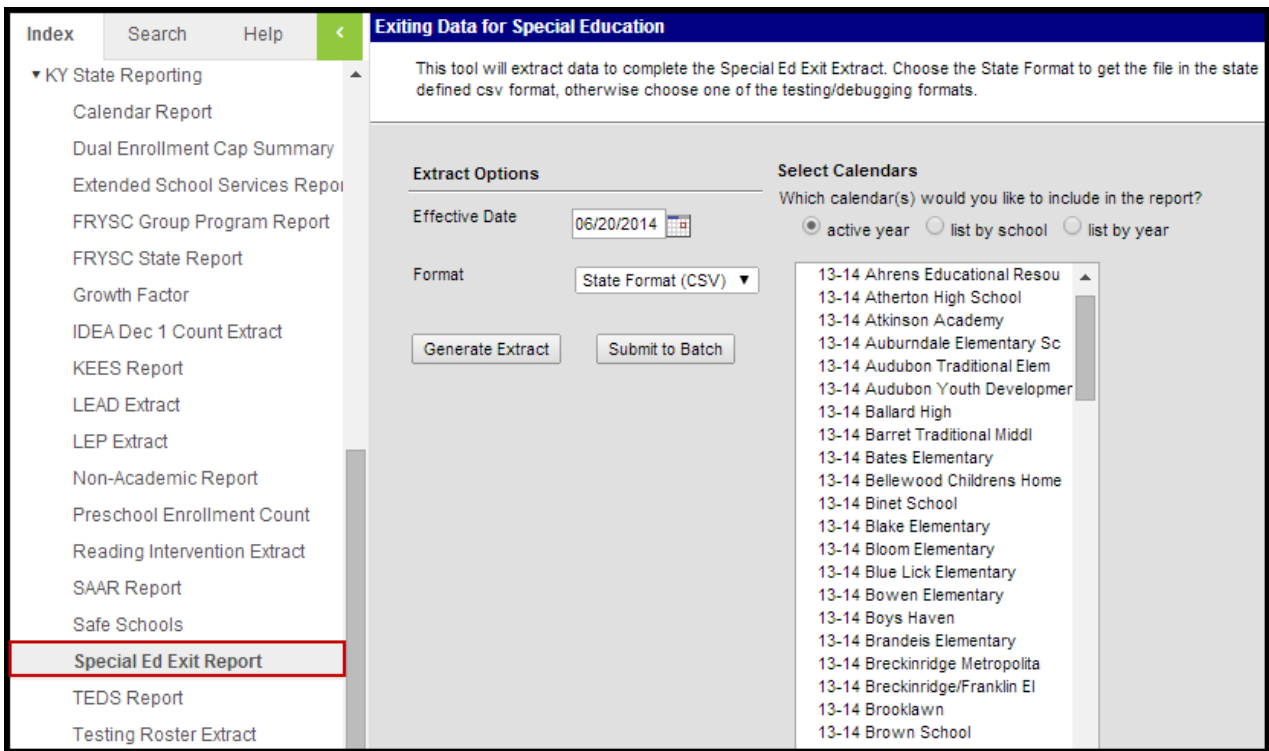 Index Search Help <
▾ KY State Reporting
Calendar Report
Dual Enrollment Cap Summary
Extended School Services Repor
FRYSC Group Program Report
FRYSC State Report
Growth Factor
IDEA Dec 1 Count Extract
KEES Report
LEAD Extract
LEP Extract
Non-Academic Report
Preschool Enrollment Count
Reading Intervention Extract
SAAR Report
Safe Schools
Special Ed Exit Report
TEDS Report
Testing Roster Extract
Exiting Data for Special Education
This tool will extract data to complete the Special Ed Exit Extract. Choose the State Format to get the file in the state
defined csv format, otherwise choose one of the testing/debugging formats.
Extract Options
Effective Date 06/20/2014
Format State Format (CSV) ▼
Generate Extract Submit to Batch
Select Calendars
Which calendar(s) would you like to include in the report?
active year list by school list by year
13-14 Ahrens Educational Resou
13-14 Atherton High School
13-14 Atkinson Academy
13-14 Auburndale Elementary Sc
13-14 Audubon Traditional Elem
13-14 Audubon Youth Developmer
13-14 Ballard High
13-14 Barret Traditional Middl
13-14 Bates Elementary
13-14 Bellewood Childrens Home
13-14 Binet School
13-14 Blake Elementary
13-14 Bloom Elementary
13-14 Blue Lick Elementary
13-14 Bowen Elementary
13-14 Boys Haven
13-14 Brandeis Elementary
13-14 Breckinridge Metropolita
13-14 Breckinridge/Franklin El
13-14 Brooklawn
13-14 Brown School